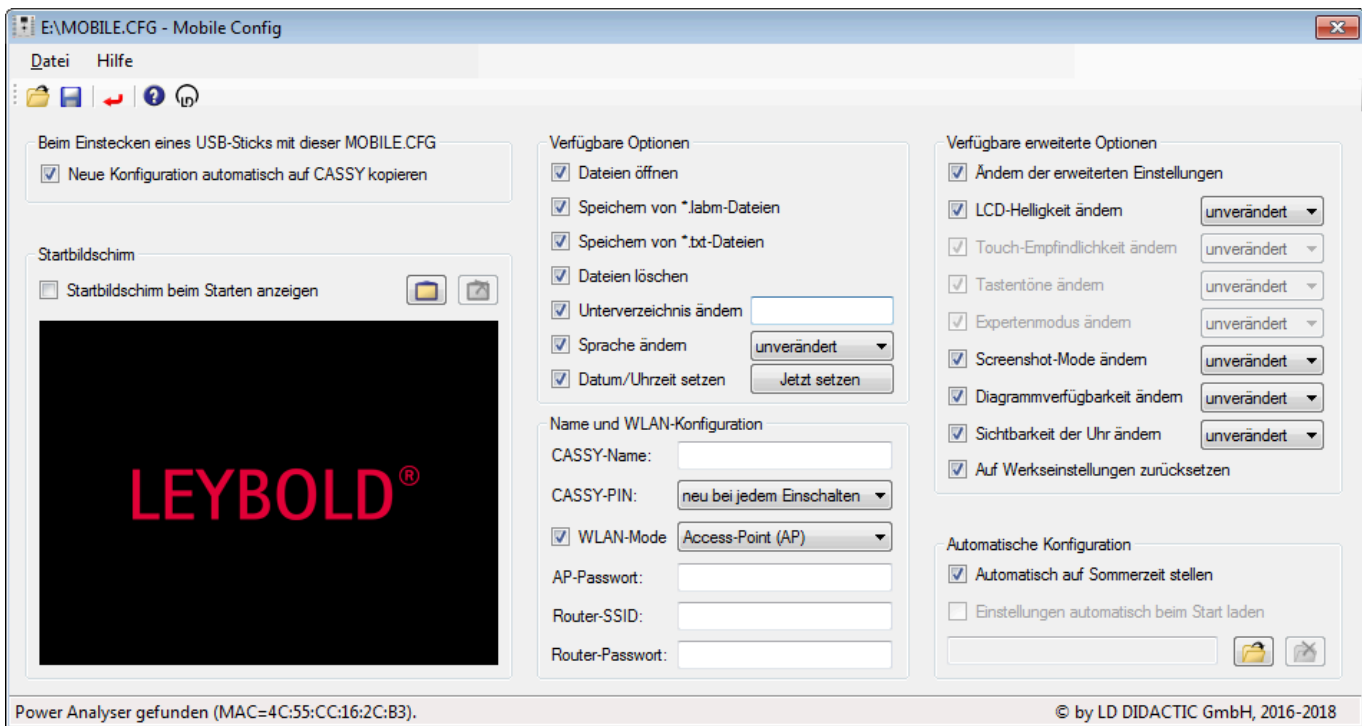 E:\MOBILE.CFG - Mobile Config
Datei Hilfe
Beim Einstecken eines USB-Sticks mit dieser MOBILE.CFG
Neue Konfiguration automatisch auf CASSY kopieren
Startbildschirm
Startbildschirm beim Starten anzeigen
LEYBOLD®
Verfügbare Optionen
Dateien öffnen
Speichern von *.labm-Dateien
Speichern von *.txt-Dateien
Dateien löschen
Unterverzeichnis ändern
Sprache ändern unverändert
Datum/Uhrzeit setzen Jetzt setzen
Name und WLAN-Konfiguration
CASSY-Name:
CASSY-PIN: neu bei jedem Einschalten
WLAN-Mode Access-Point (AP)
AP-Passwort:
Router-SSID:
Router-Passwort:
Verfügbare erweiterte Optionen
Ändern der erweiterten Einstellungen
LCD-Helligkeit ändern unverändert
Touch-Empfindlichkeit ändern unverändert
Tastentöne ändern unverändert
Expertenmodus ändern unverändert
Screenshot-Mode ändern unverändert
Diagrammverfügbarkeit ändern unverändert
Sichtbarkeit der Uhr ändern unverändert
Auf Werkseinstellungen zurücksetzen
Automatische Konfiguration
Automatisch auf Sommerzeit stellen
Einstellungen automatisch beim Start laden
Power Analyser gefunden (MAC=4C:55:CC:16:2C:B3).
© by LD DIDACTIC GmbH, 2016-2018